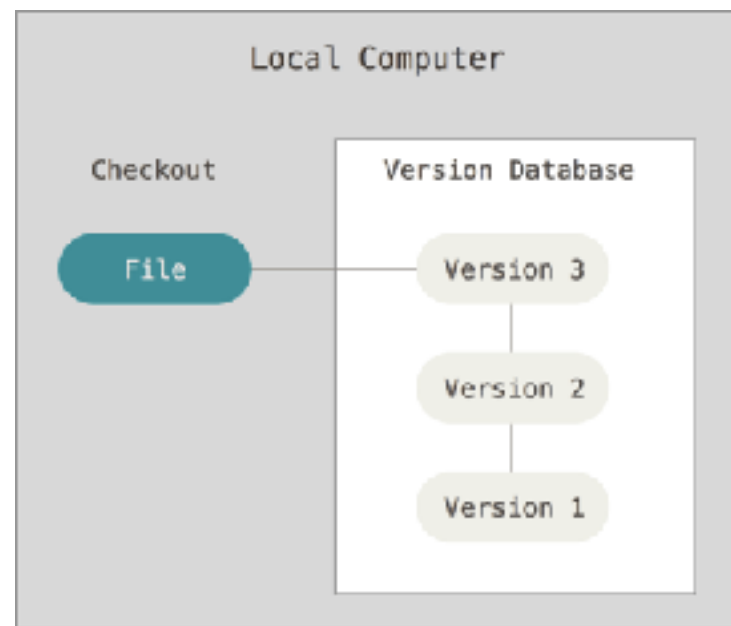 Local Computer
Checkout
Version Database
File
Version 3
Version 2
Version 1